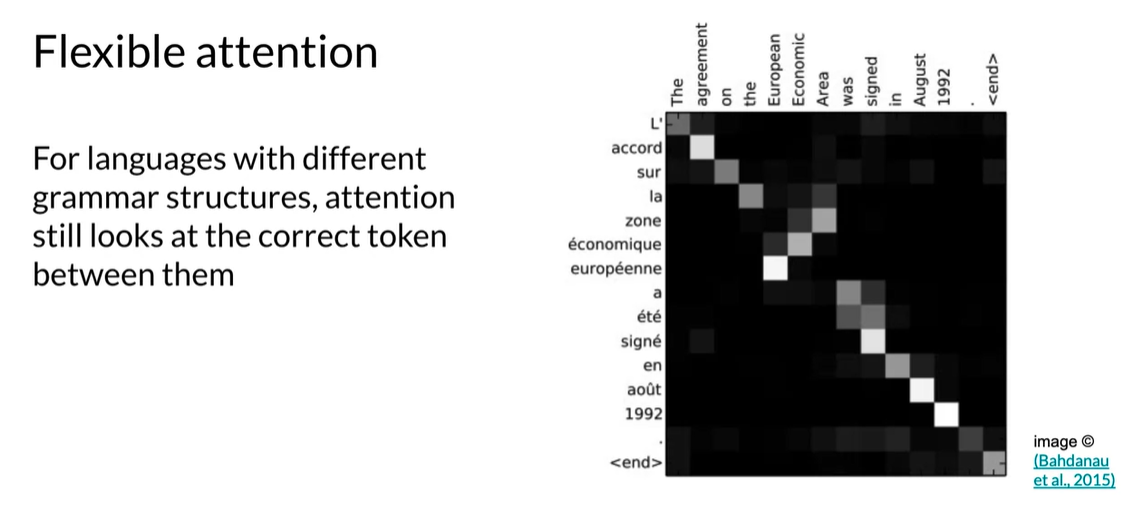 Flexible attention
For languages with different
grammar structures, attention
still looks at the correct token
between them
The
agreement
on
the
European
Economic
Area
was
signed
in
August
1992
.
<end>
L'
accord
sur
la
zone
économique
européenne
a
été
signé
en
août
1992
.
<end>
image ©
(Bahdanau
et al., 2015)